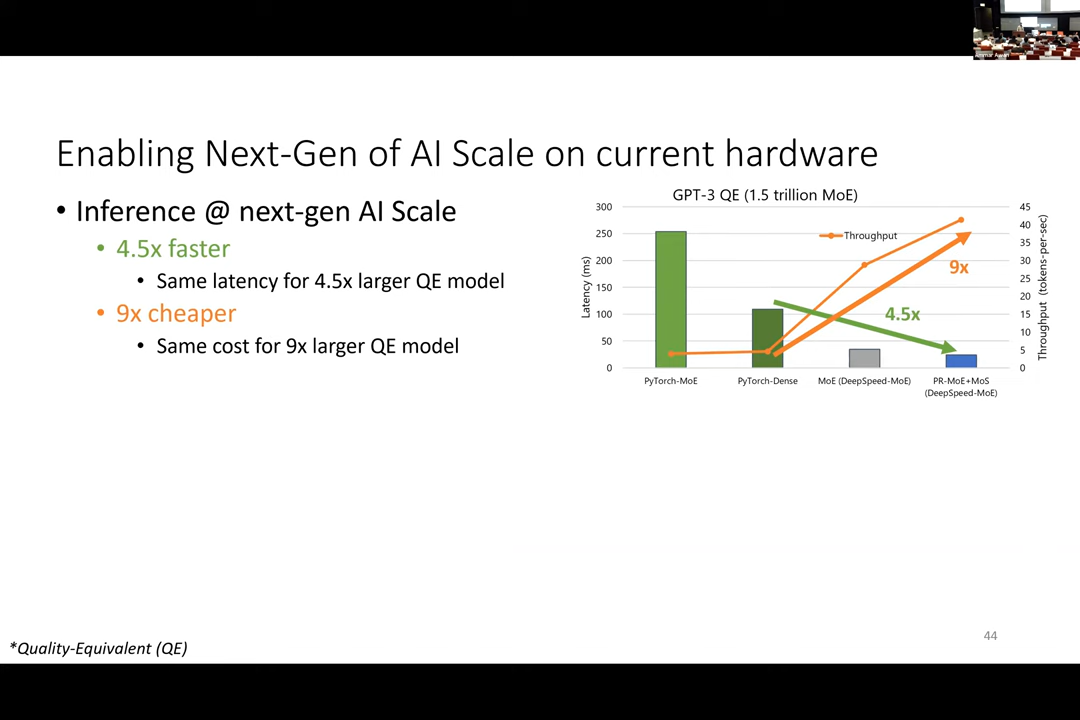 Enabling Next-Gen of AI Scale on current hardware
• Inference @ next-gen AI Scale
• 4.5x faster
• Same latency for 4.5x larger QE model
• 9x cheaper
• Same cost for 9x larger QE model
GPT-3 QE (1.5 trillion MoE)
Latency (ms)
300
250
200
150
100
50
0
Throughput
9x
4.5x
45
40
35
30
25
20
15
10
5
0
Throughput (tokens-per-sec)
PyTorch-MoE
PyTorch-Dense
MoE (DeepSpeed-MoE)
PR-MoE+MoS
(DeepSpeed-MoE)
44
*Quality-Equivalent (QE)